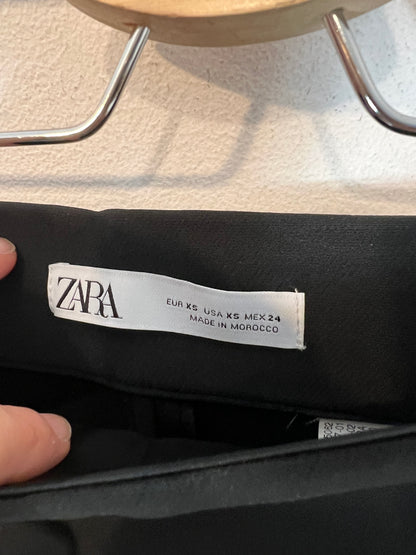 ZARA
EUR XS USA XS MEX 24
MADE IN MOROCCO